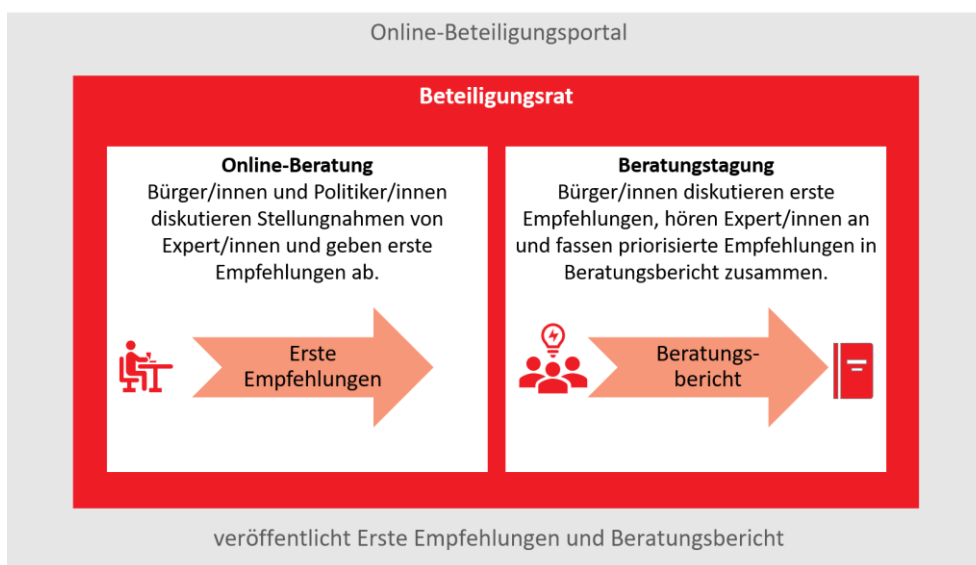 Online-Beteiligungsportal
Beteiligungsrat
Online-Beratung
Bürger/innen und Politiker/innen
diskutieren Stellungnahmen von
Expert/innen und geben erste
Empfehlungen ab.
Erste
Empfehlungen
Beratungstagung
Bürger/innen diskutieren erste
Empfehlungen, hören Expert/innen an
und fassen priorisierte Empfehlungen in
Beratungsbericht zusammen.
Beratungs-
bericht
veröffentlicht Erste Empfehlungen und Beratungsbericht